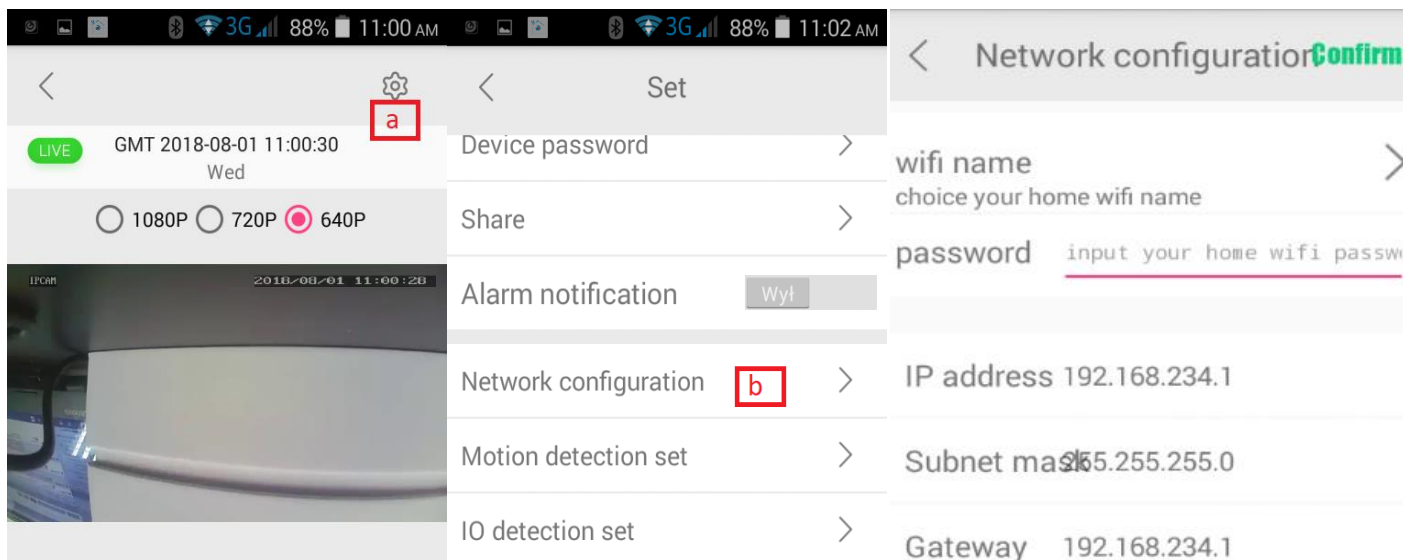 3G 88% 11:00 AM
a
LIVE
GMT 2018-08-01 11:00:30
Wed
1080P 720P 640P
IPCAM 2018/08/01 11:00:28
3G 88% 11:02 AM
Set
Device password
Share
Alarm notification Wył
Network configuration b
Motion detection set
IO detection set
Network configuration Confirm
wifi name
choice your home wifi name
password input your home wifi passw
IP address 192.168.234.1
Subnet mask 255.255.255.0
Gateway 192.168.234.1